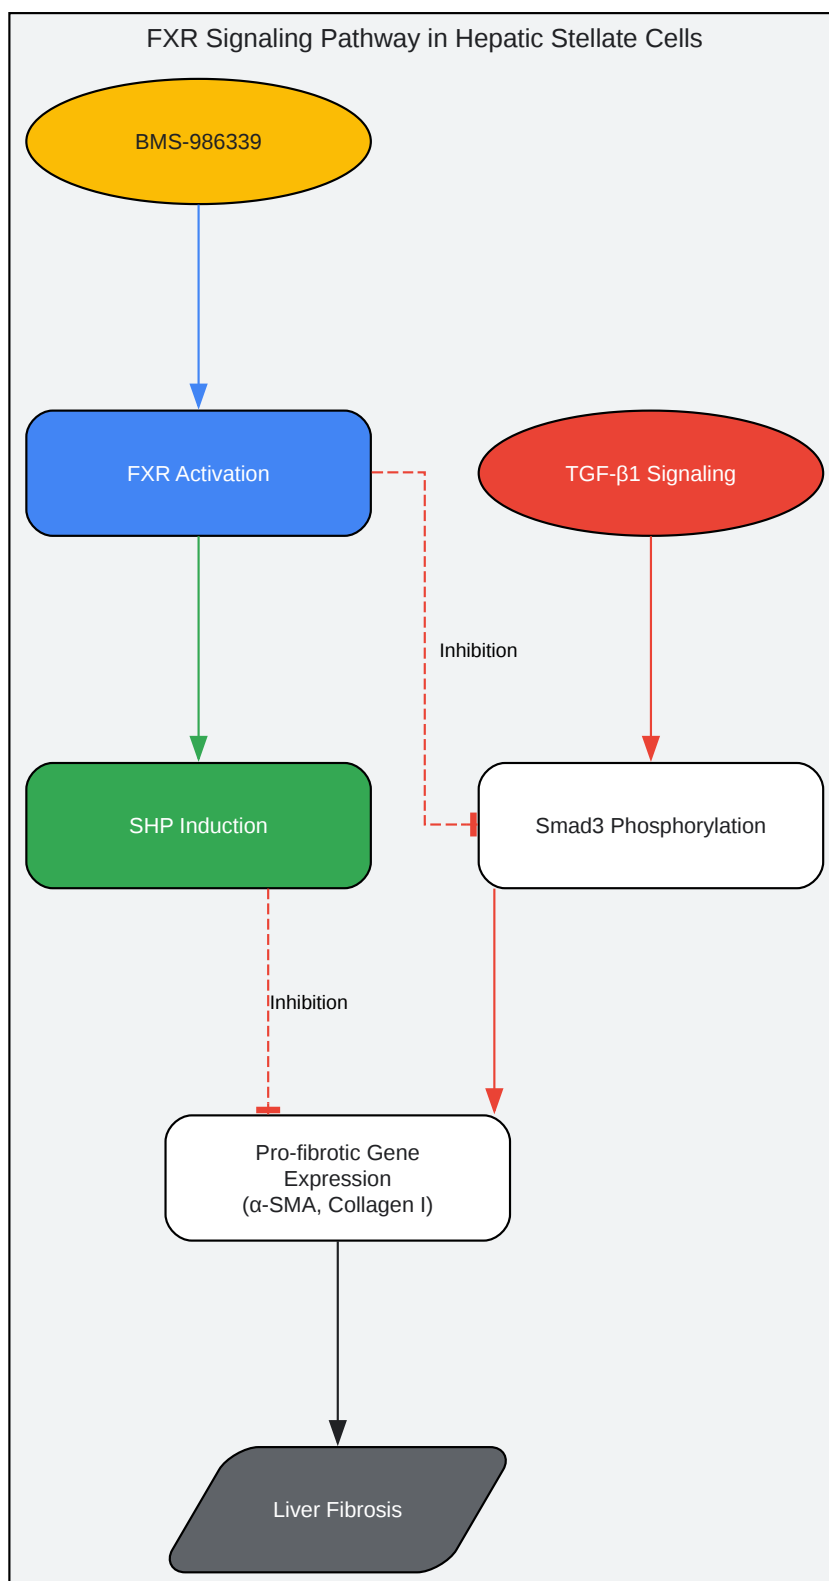 FXR Signaling Pathway in Hepatic Stellate Cells
BMS-986339
FXR Activation
TGF-β1 Signaling
Inhibition
SHP Induction
Smad3 Phosphorylation
Inhibition
Pro-fibrotic Gene
Expression
(α-SMA, Collagen I)
Liver Fibrosis